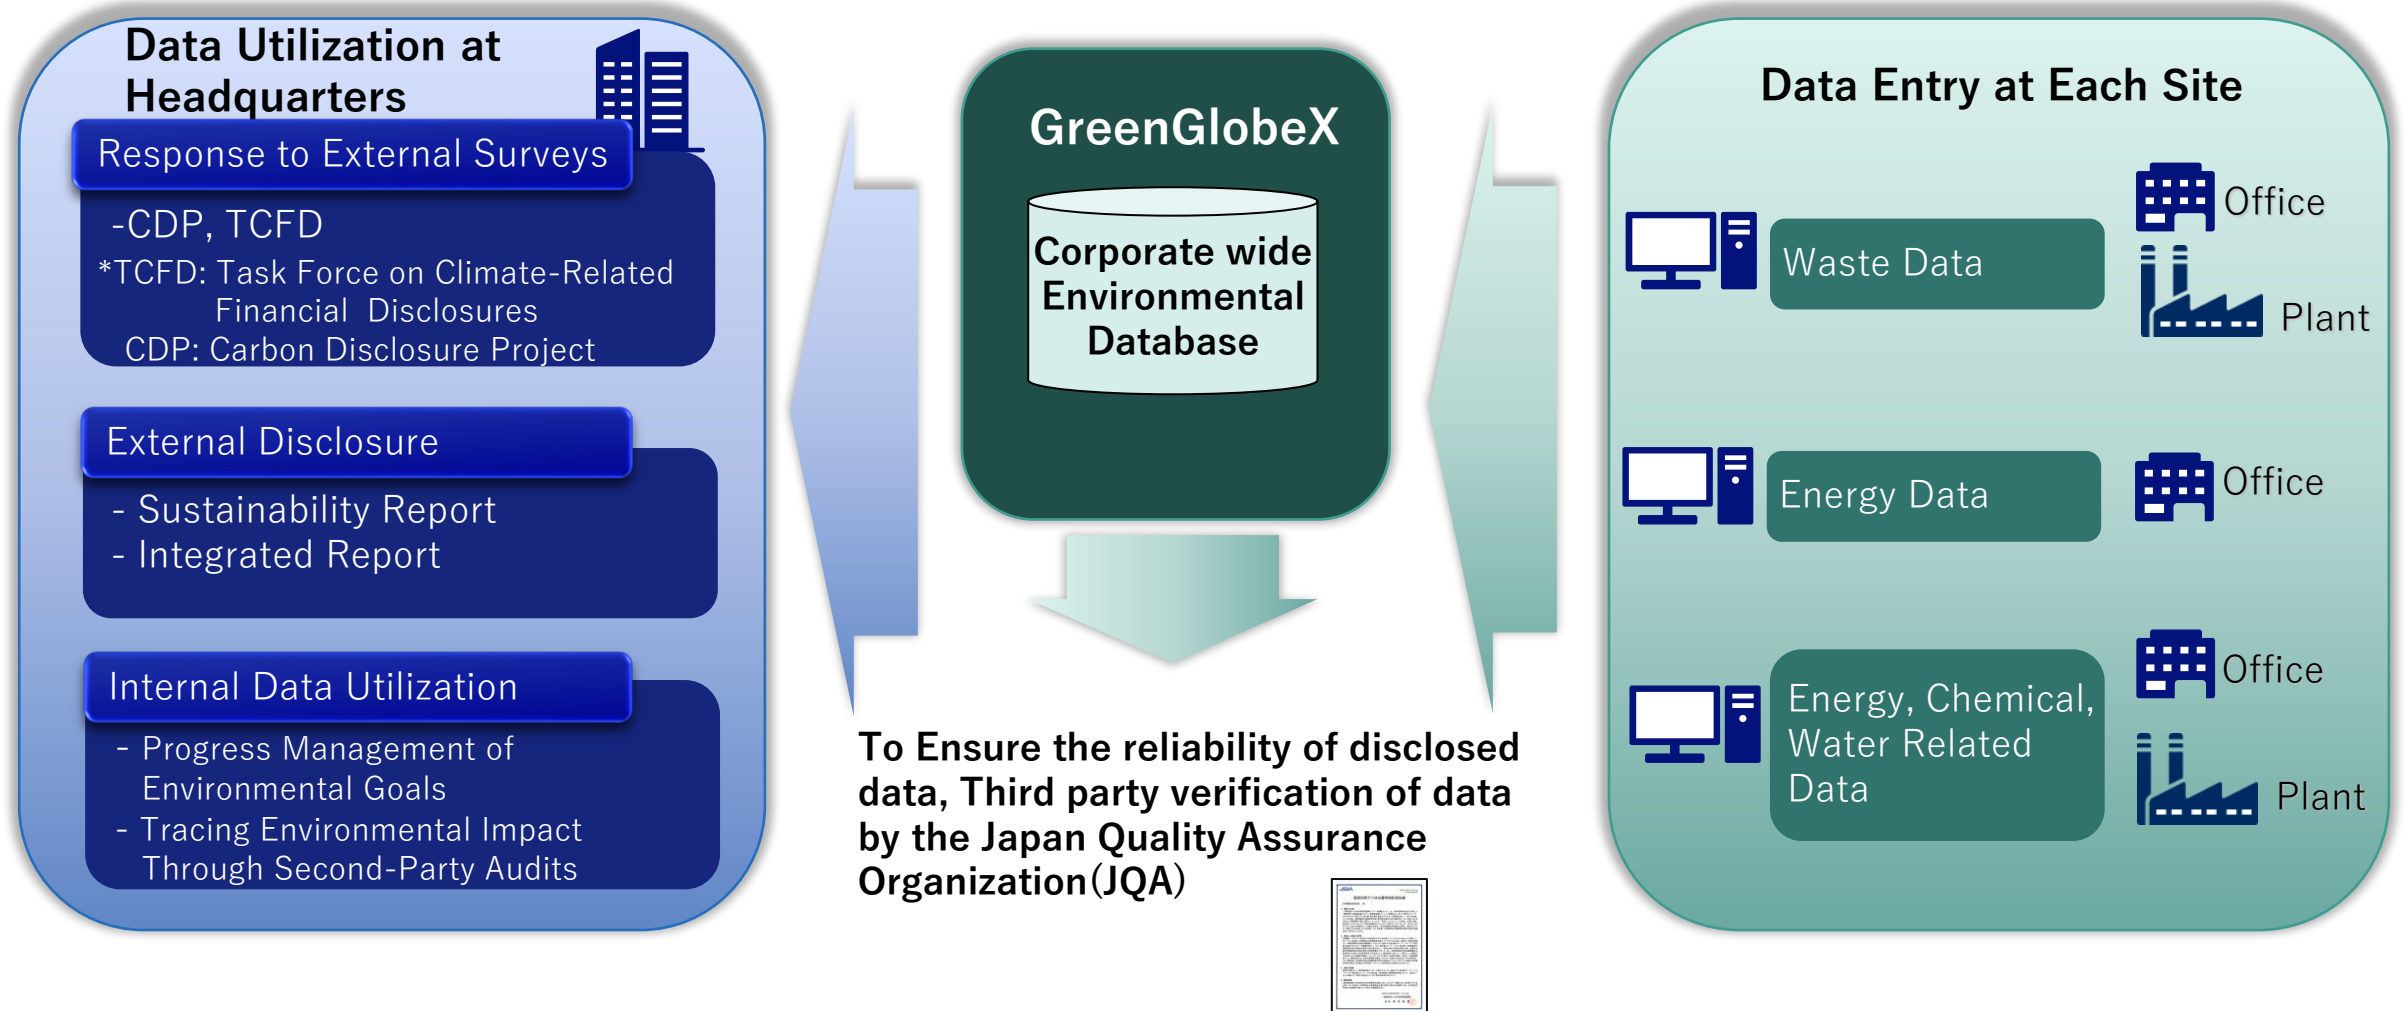 Data Utilization at
Headquarters
Response to External Surveys
-CDP, TCFD
*TCFD: Task Force on Climate-Related
Financial Disclosures
CDP: Carbon Disclosure Project
External Disclosure
- Sustainability Report
- Integrated Report
Internal Data Utilization
- Progress Management of
Environmental Goals
- Tracing Environmental Impact
Through Second-Party Audits
GreenGlobeX
Corporate wide
Environmental
Database
To Ensure the reliability of disclosed
data, Third party verification of data
by the Japan Quality Assurance
Organization(JQA)
JQA
Data Entry at Each Site
Waste Data
Office
Plant
Energy Data
Office
Energy, Chemical,
Water Related
Data
Office
Plant